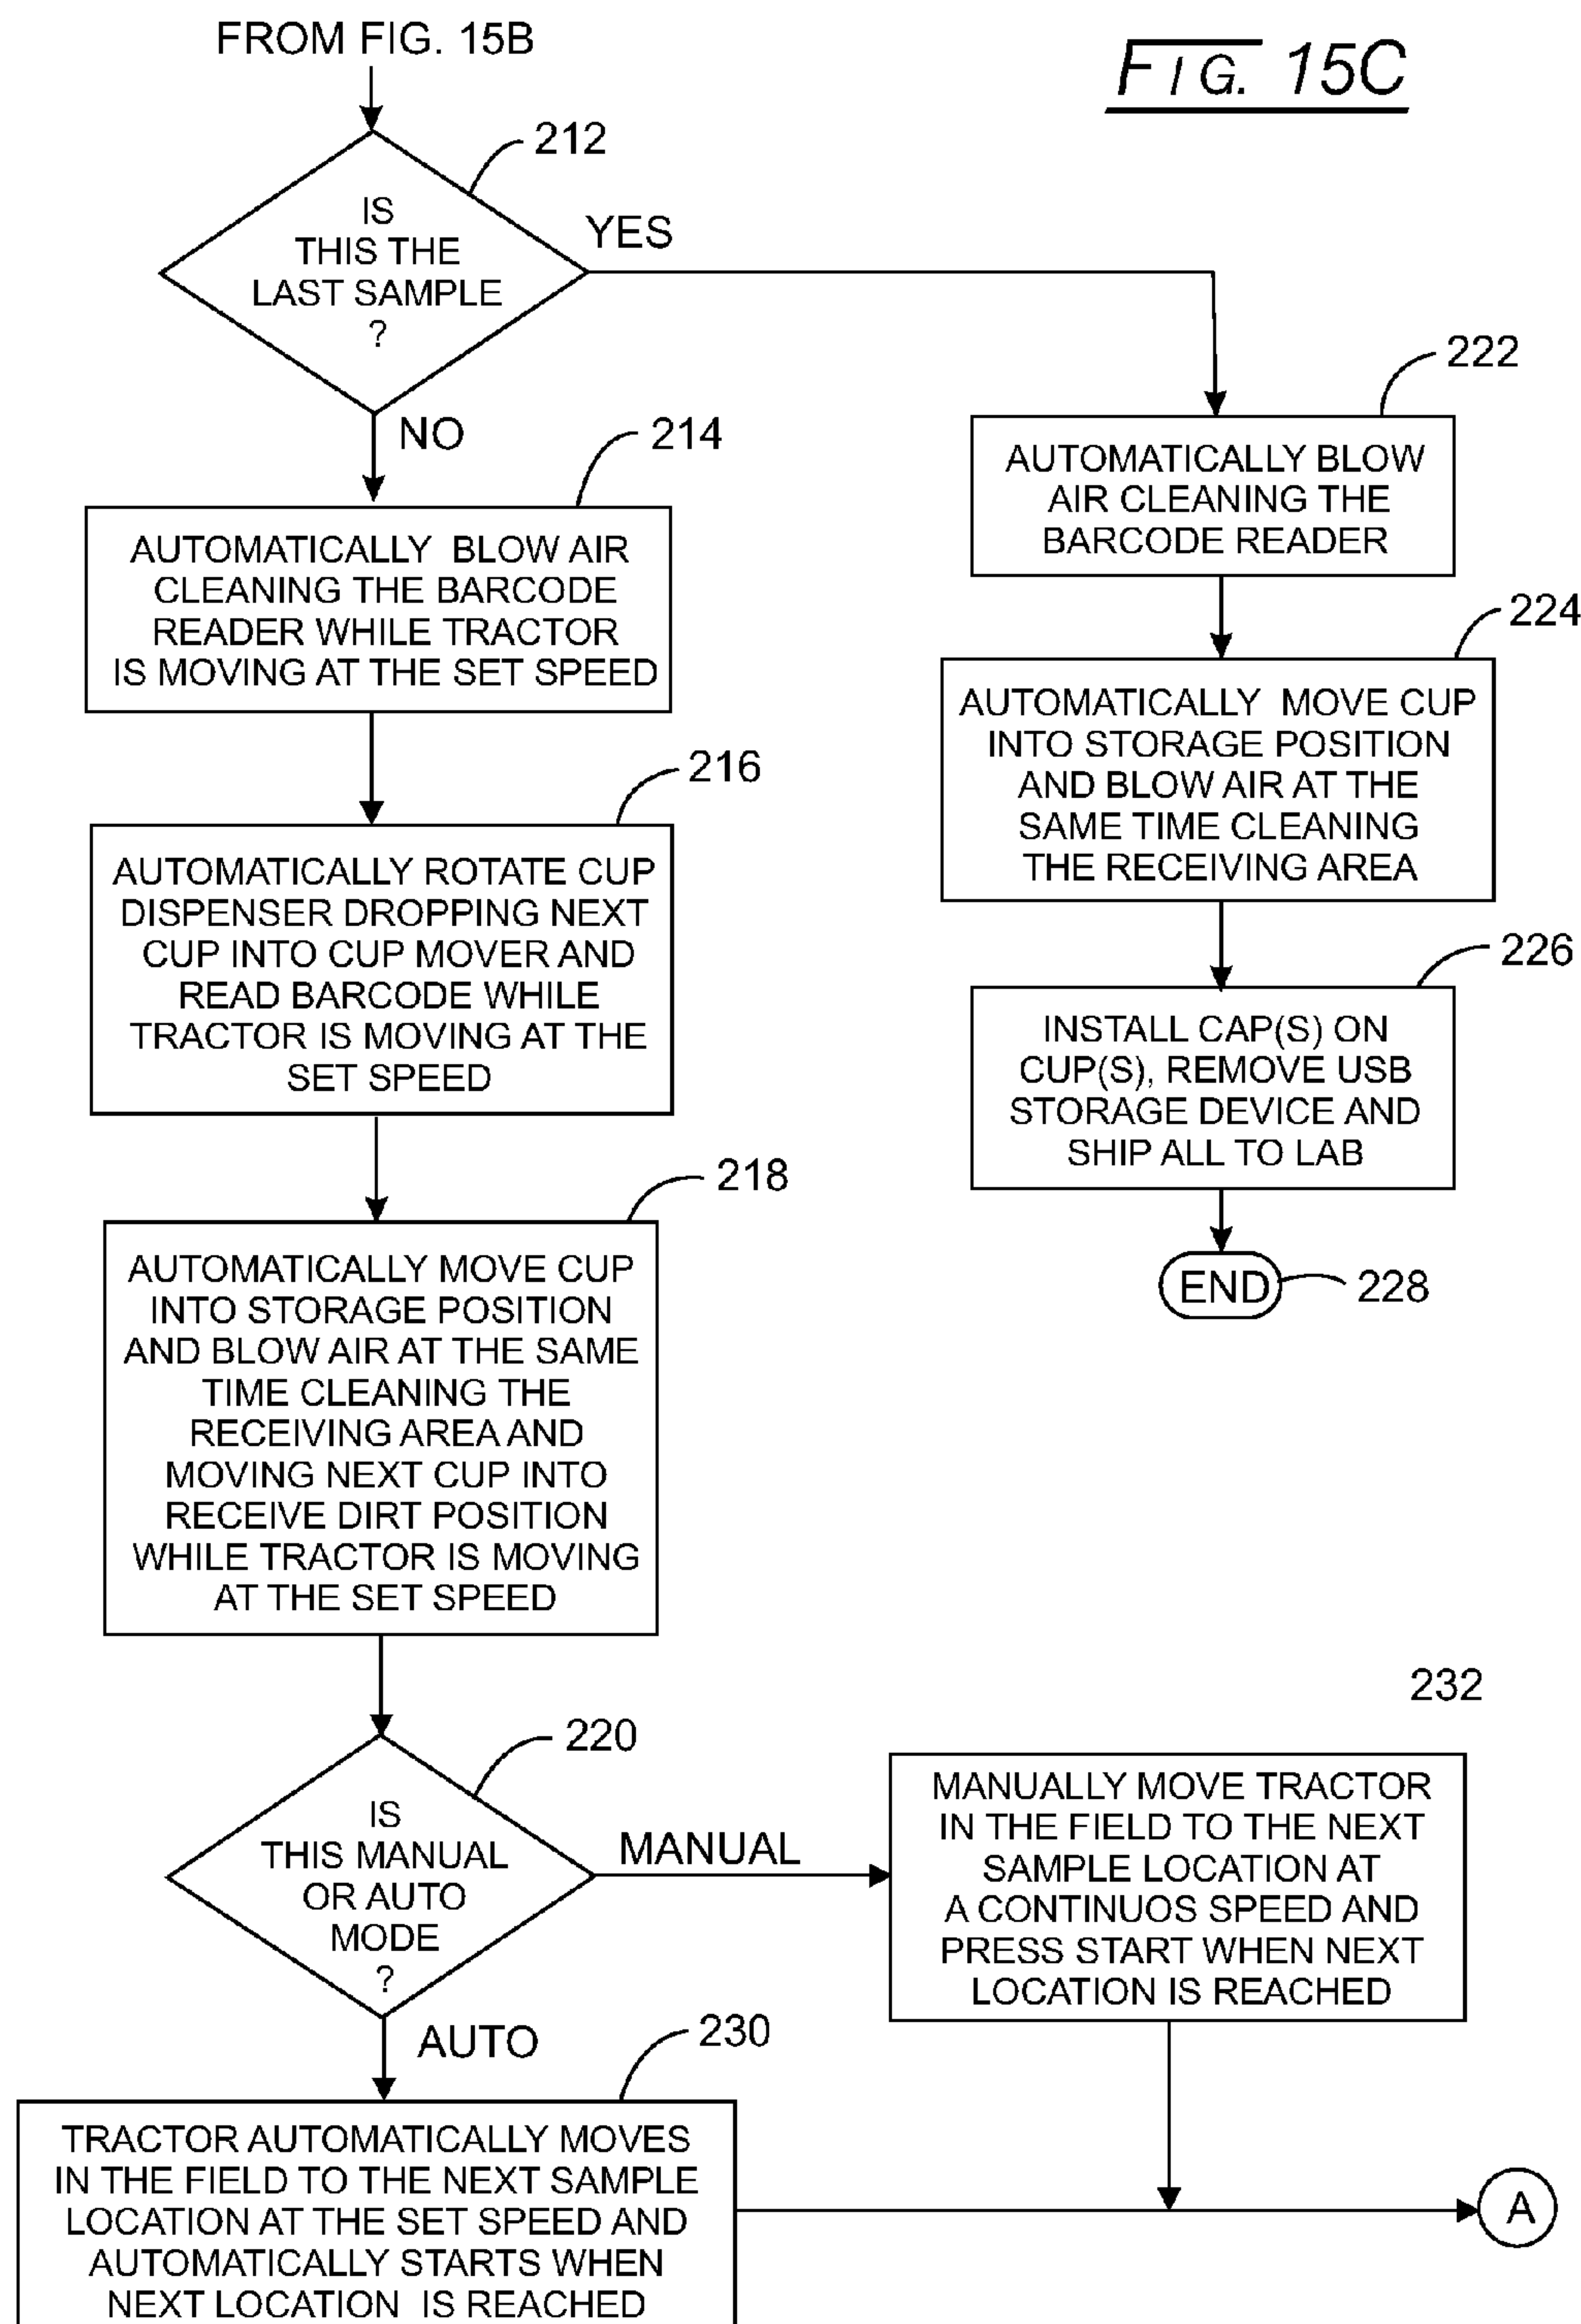 FROM FIG. 15B
FIG. 15C
212
IS
THIS THE
LAST SAMPLE
?
YES
NO
214
AUTOMATICALLY BLOW AIR
CLEANING THE BARCODE
READER WHILE TRACTOR
IS MOVING AT THE SET SPEED
216
AUTOMATICALLY ROTATE CUP
DISPENSER DROPPING NEXT
CUP INTO CUP MOVER AND
READ BARCODE WHILE
TRACTOR IS MOVING AT THE
SET SPEED
218
AUTOMATICALLY MOVE CUP
INTO STORAGE POSITION
AND BLOW AIR AT THE SAME
TIME CLEANING THE
RECEIVING AREA AND
MOVING NEXT CUP INTO
RECEIVE DIRT POSITION
WHILE TRACTOR IS MOVING
AT THE SET SPEED
220
IS
THIS MANUAL
OR AUTO
MODE
?
MANUAL
AUTO
230
TRACTOR AUTOMATICALLY MOVES
IN THE FIELD TO THE NEXT SAMPLE
LOCATION AT THE SET SPEED AND
AUTOMATICALLY STARTS WHEN
NEXT LOCATION IS REACHED
222
AUTOMATICALLY BLOW
AIR CLEANING THE
BARCODE READER
224
AUTOMATICALLY MOVE CUP
INTO STORAGE POSITION
AND BLOW AIR AT THE
SAME TIME CLEANING
THE RECEIVING AREA
226
INSTALL CAP(S) ON
CUP(S), REMOVE USB
STORAGE DEVICE AND
SHIP ALL TO LAB
END
228
232
MANUALLY MOVE TRACTOR
IN THE FIELD TO THE NEXT
SAMPLE LOCATION AT
A CONTINUOS SPEED AND
PRESS START WHEN NEXT
LOCATION IS REACHED
A